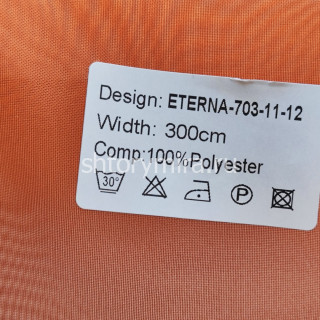 Design: ETERNA-703-11-12
Width: 300cm
Comp:100%Polyester
30°
P